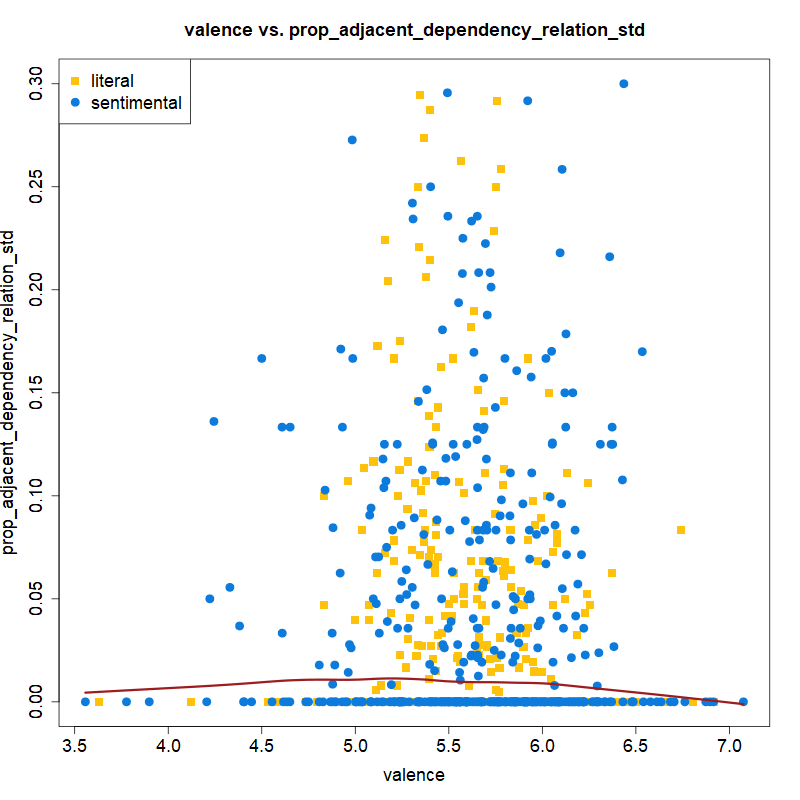 valence vs. prop_adjacent_dependency_relation_std
literal
sentimental
prop_adjacent_dependency_relation_std
0.30
0.25
0.20
0.15
0.10
0.05
0.00
3.5 4.0 4.5 5.0 5.5 6.0 6.5 7.0
valence